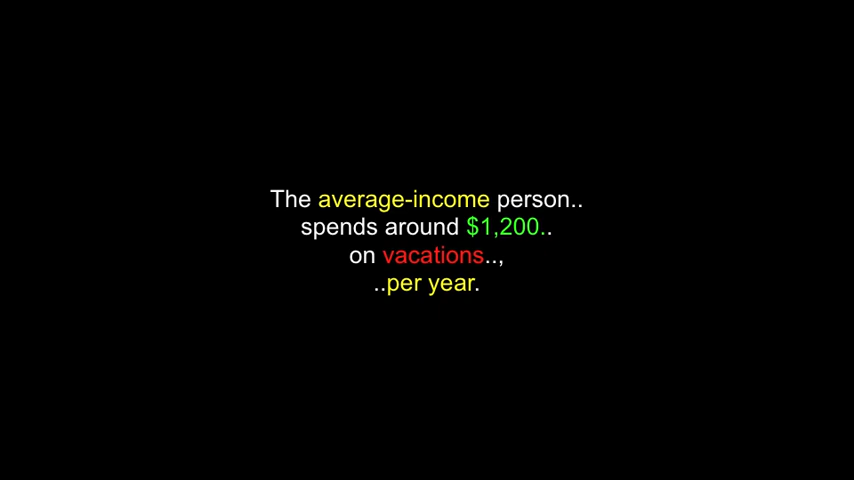 The average-income person..
spends around $1,200..
on vacations..,
..per year.